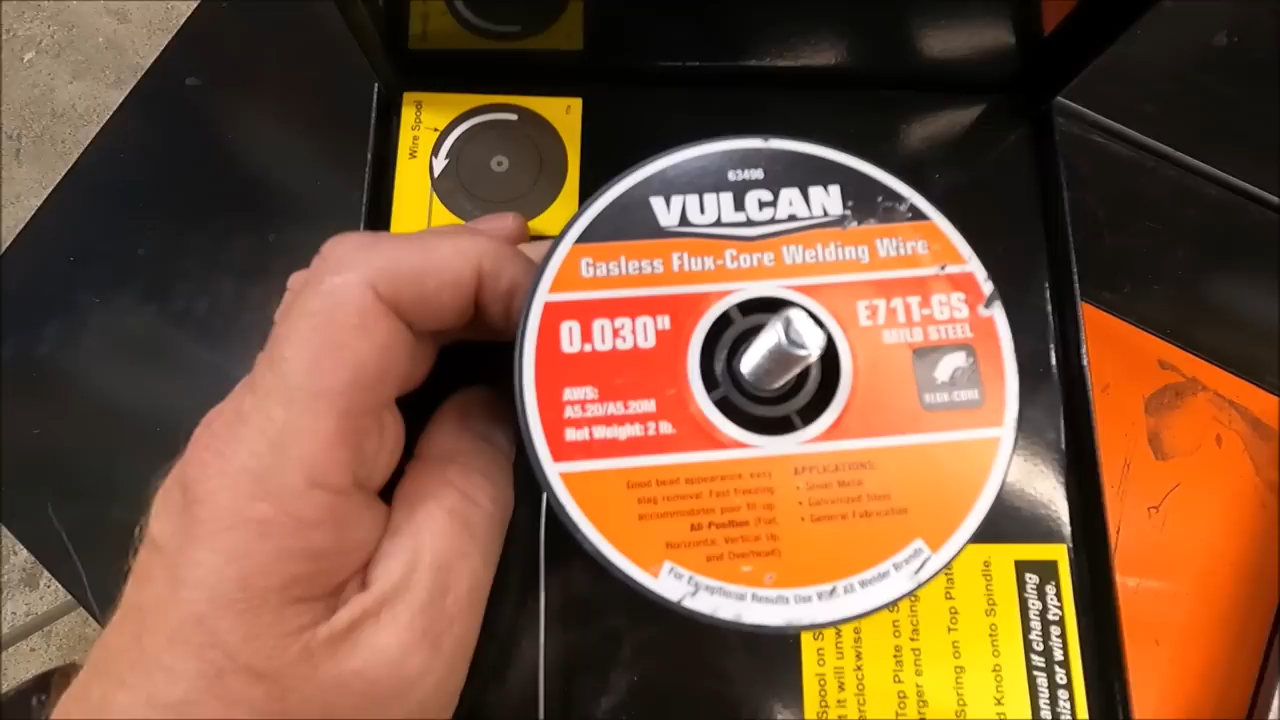 Wire Spool
63496
VULCAN
Gasless Flux-Core Welding Wire
0.030"
E71T-GS
MILD STEEL
FLUX-CORE
AWS:
A5.20/A5.20M
Net Weight: 2 lb.
Good bead appearance, easy
slag removal. Fast freezing
accommodates poor fit-up.
All-Position (Flat,
Horizontal, Vertical Up,
and Overhead)
APPLICATIONS:
• Sheet Metal
• Galvanized Steel
• General Fabrication
For Exceptional Results Use With All Welder Brands
Spool on S
t it will unw
erclockwise.
Top Plate on S
arger end facing
Spring on Top Plate
d Knob onto Spindle.
anual if changing
size or wire type.